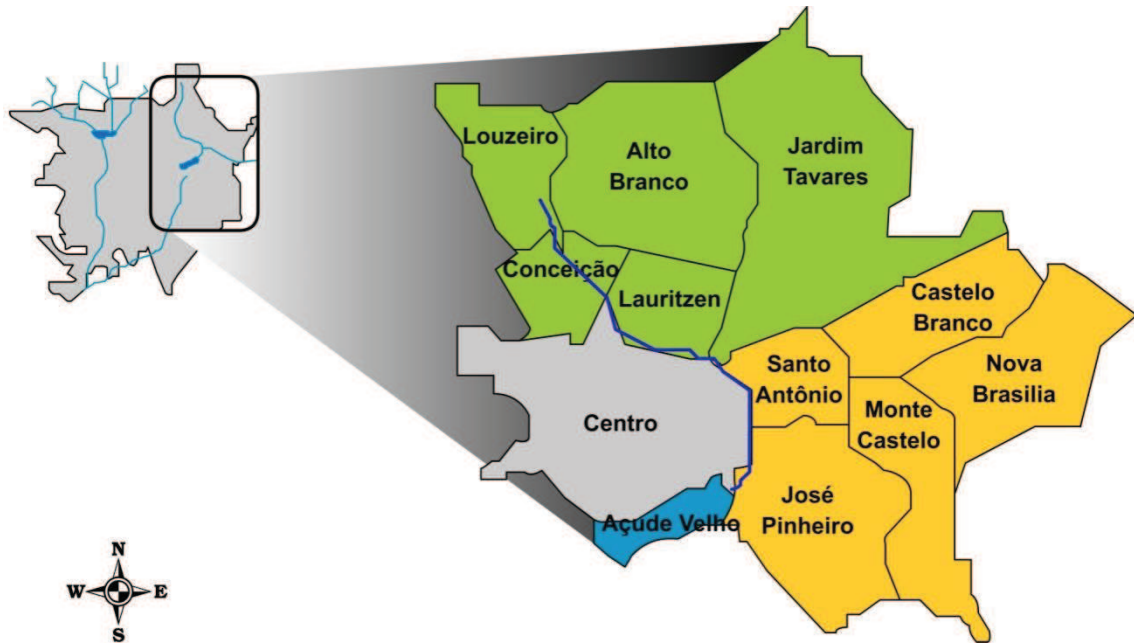 Louzeiro
Alto
Branco
Jardim
Tavares
Conceição
Lauritzen
Castelo
Branco
Santo
Antônio
Nova
Brasilia
Monte
Castelo
Centro
José
Pinheiro
Açude Velho
N
W
E
S